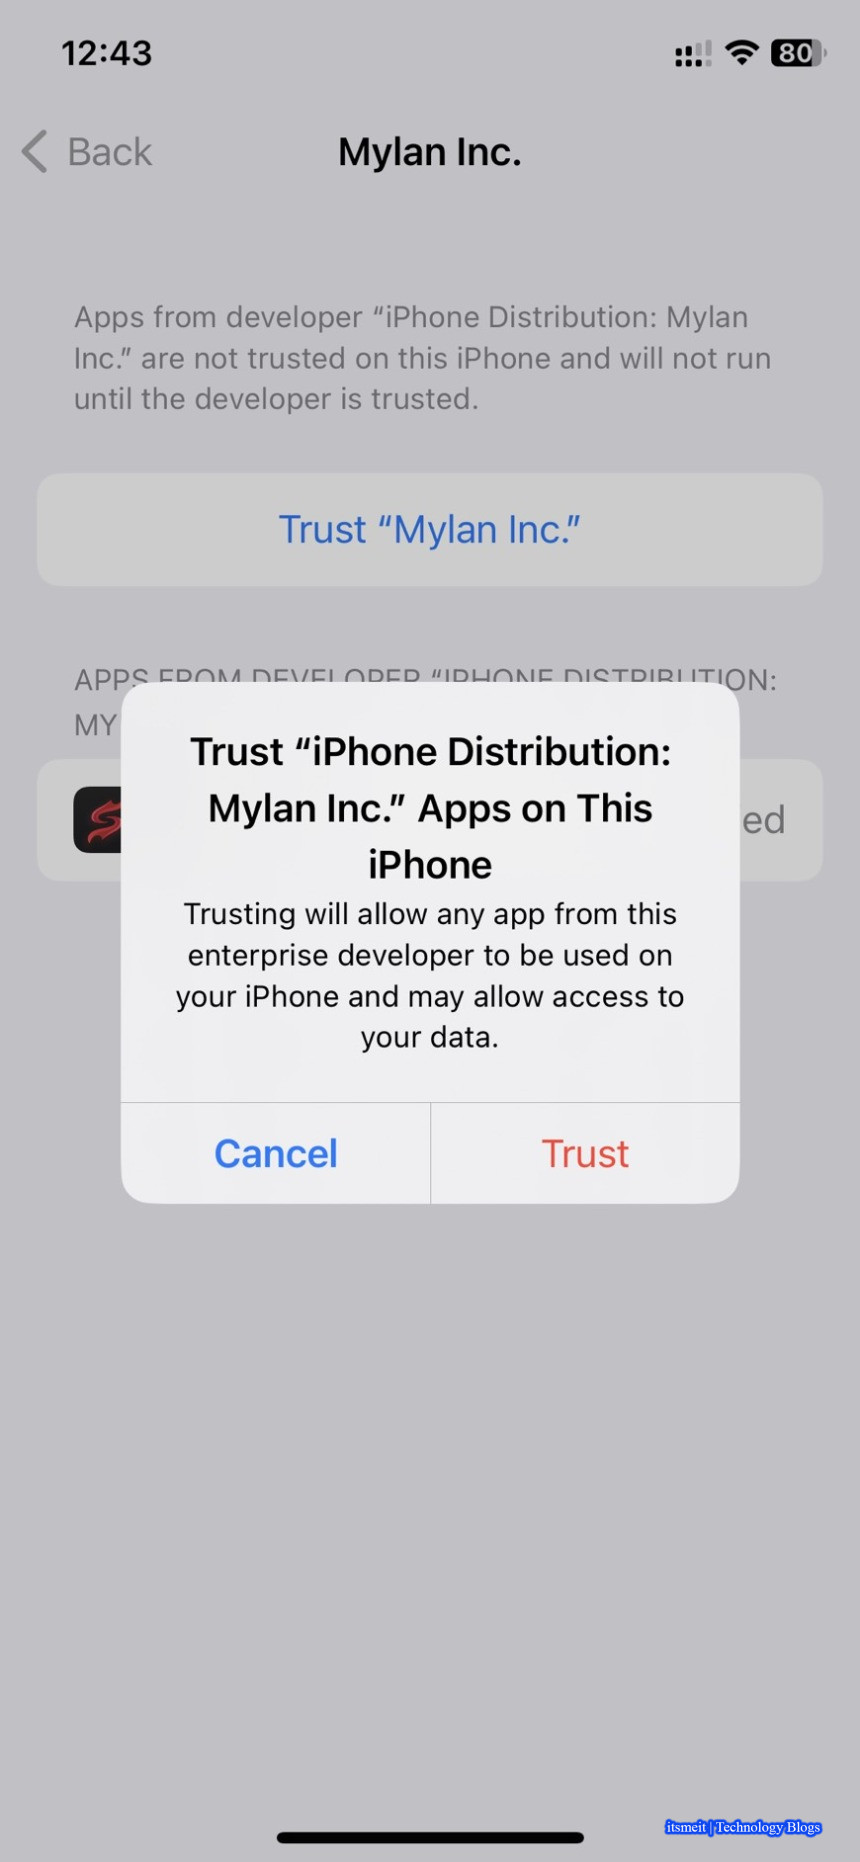 12:43
80
Back
Mylan Inc.
Apps from developer “iPhone Distribution: Mylan
Inc.” are not trusted on this iPhone and will not run
until the developer is trusted.
Trust “Mylan Inc.”
APPS FROM DEVELOPER “IPHONE DISTRIBUTION:
MY
ed
Trust “iPhone Distribution:
Mylan Inc.” Apps on This
iPhone
Trusting will allow any app from this
enterprise developer to be used on
your iPhone and may allow access to
your data.
Cancel
Trust
itsmeit | Technology Blogs